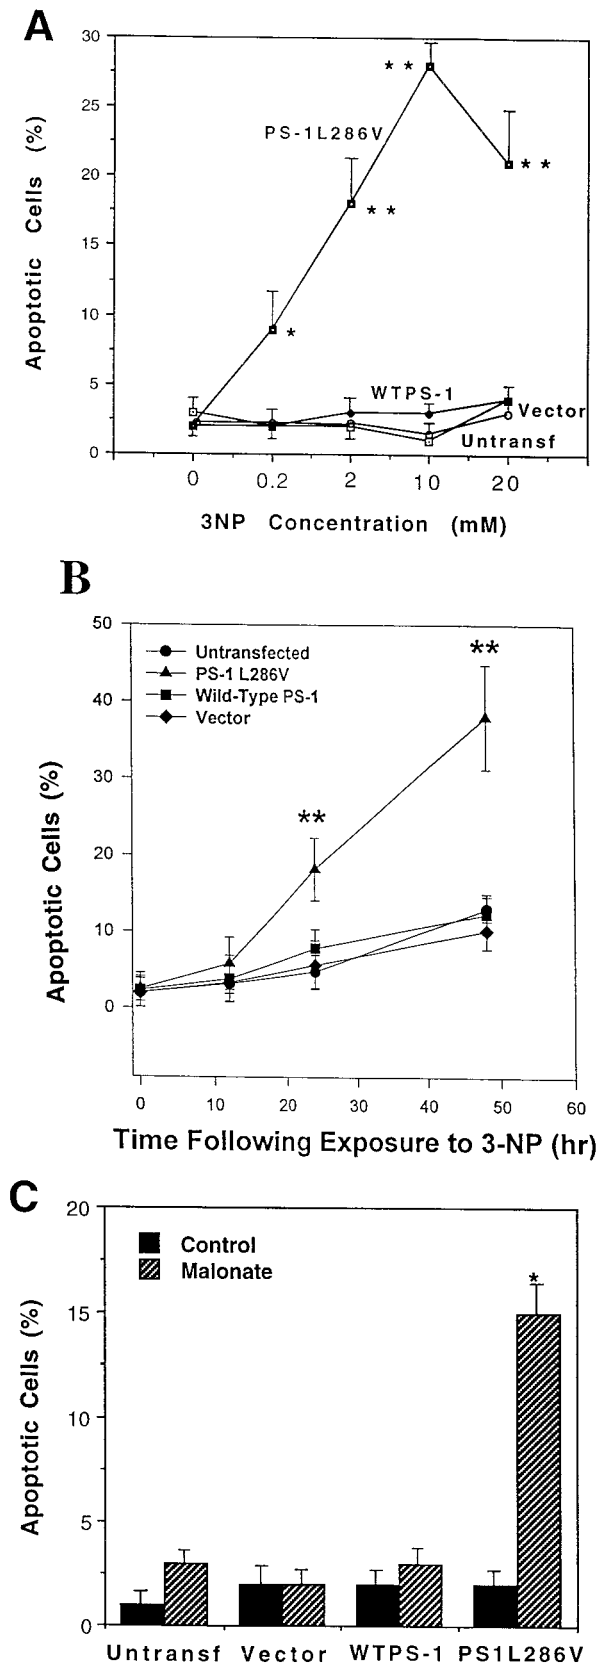 A
30
25
20
15
10
5
0
Apoptotic Cells (%)
PS-1L286V
* *
* *
* *
*
WTPS-1
Vector
Untransf
0 0.2 2 10 20
3NP Concentration (mM)
B
50
40
30
20
10
0
Apoptotic Cells (%)
Untransfected
PS-1 L286V
Wild-Type PS-1
Vector
**
**
0 10 20 30 40 50 60
Time Following Exposure to 3-NP (hr)
C
20
15
10
5
0
Apoptotic Cells (%)
Control
Malonate
*
Untransf Vector WTPS-1 PS1L286V